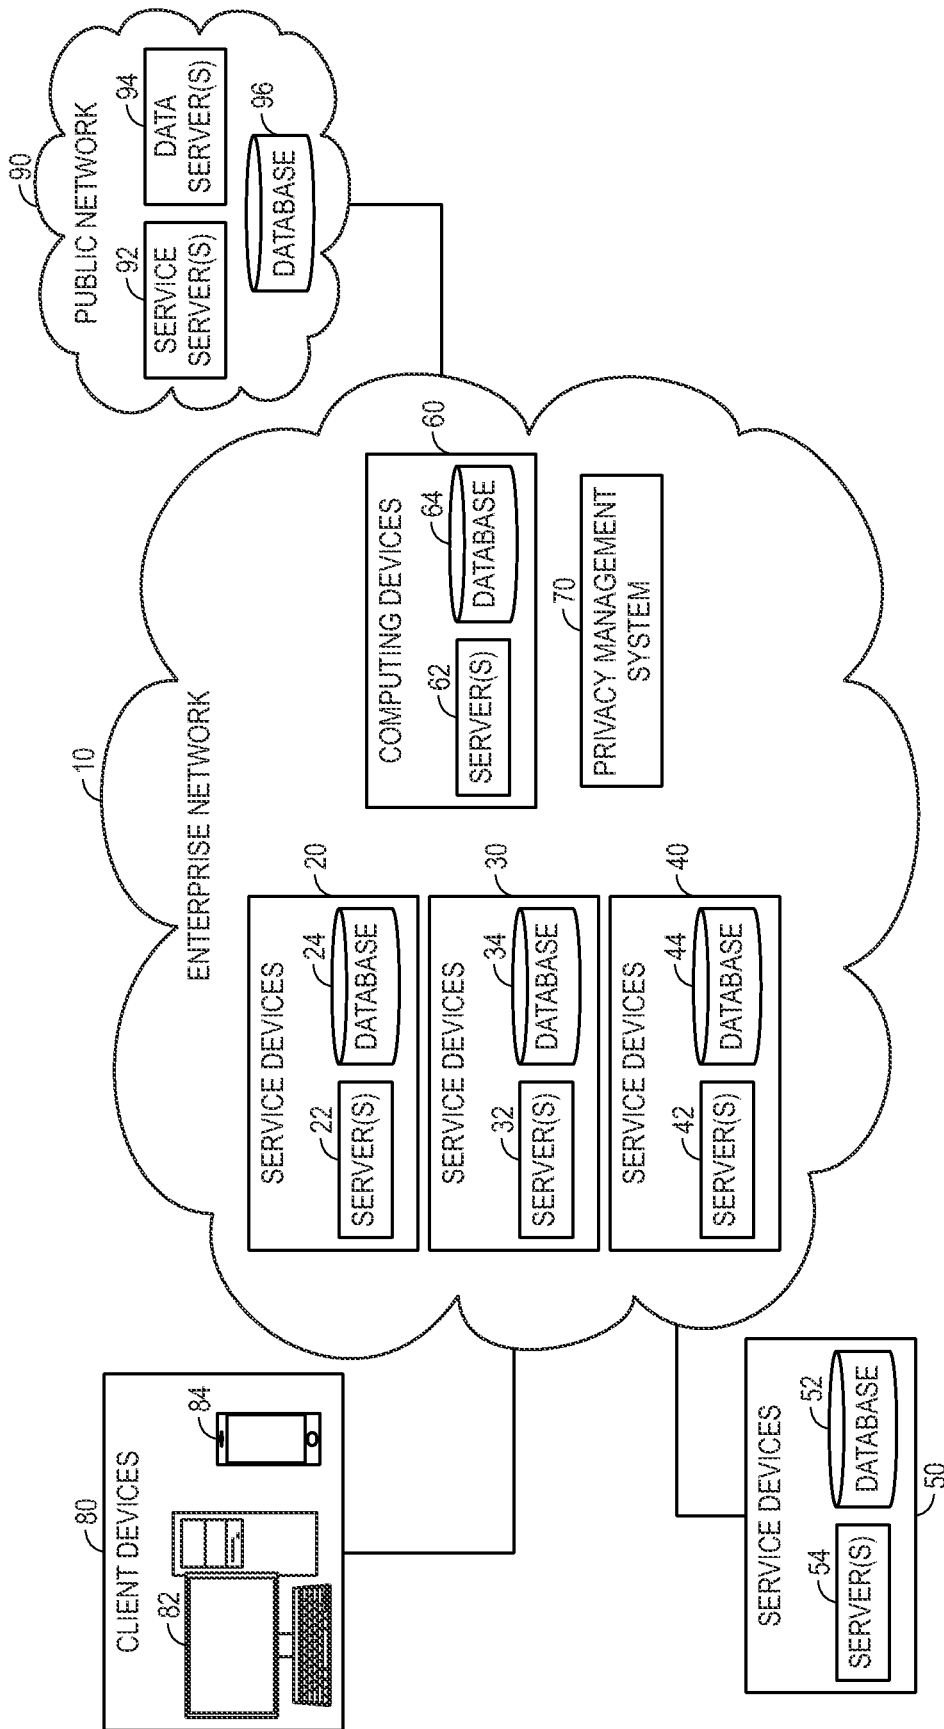 80
CLIENT DEVICES
82
84
10
ENTERPRISE NETWORK
90
PUBLIC NETWORK
92
SERVICE
SERVER(S)
94
DATA
SERVER(S)
96
DATABASE
20
SERVICE DEVICES
22
SERVER(S)
24
DATABASE
30
SERVICE DEVICES
32
SERVER(S)
34
DATABASE
40
SERVICE DEVICES
42
SERVER(S)
44
DATABASE
60
COMPUTING DEVICES
62
SERVER(S)
64
DATABASE
70
PRIVACY MANAGEMENT
SYSTEM
SERVICE DEVICES
54
SERVER(S)
52
DATABASE
50